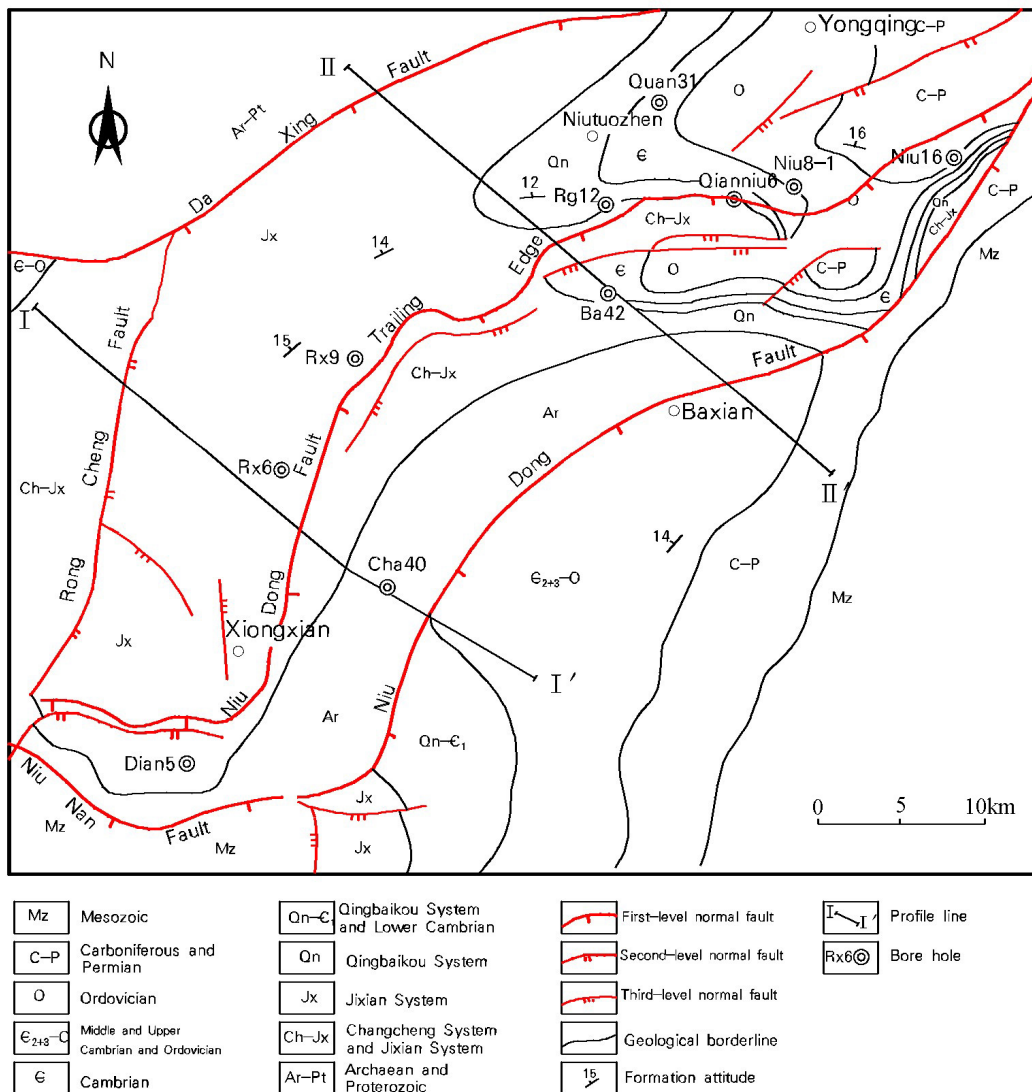 Yongqing
C-P
N
II
Fault
Quan31
O
C-P
Xing
Ar-Pt
Niutuozhen
16
Є
Niu8-1
Niu16
Qn
12
Qianniu6
C-P
Rg12
O
Qn
Da
Ch-Jx
Ch-Jx
Jx
14
Edge
Mz
Є-O
Є
O
C-P
I
Trailing
Є
Ba42
Qn
Fault
15
Rx9
Fault
Ch-Jx
Ar
Baxian
Rx6
Fault
Dong
Cheng
Ch-Jx
II'
14
Cha40
Є2+3-O
C-P
Rong
Dong
Mz
Xiongxian
Jx
I'
Niu
Niu
Ar
Qn-Є1
Dian5
Niu
Nan
Jx
0 5 10km
Fault
Mz
Mz
Jx
Mz Mesozoic
C-P Carboniferous and
Permian
O Ordovician
Є2+3-O Middle and Upper
Cambrian and Ordovician
Є Cambrian
Qn-Є1 Qingbaikou System
and Lower Cambrian
Qn Qingbaikou System
Jx Jixian System
Ch-Jx Changcheng System
and Jixian System
Ar-Pt Archaean and
Proterozoic
First-level normal fault
Second-level normal fault
Third-level normal fault
Geological borderline
15 Formation attitude
I I' Profile line
Rx6 Bore hole